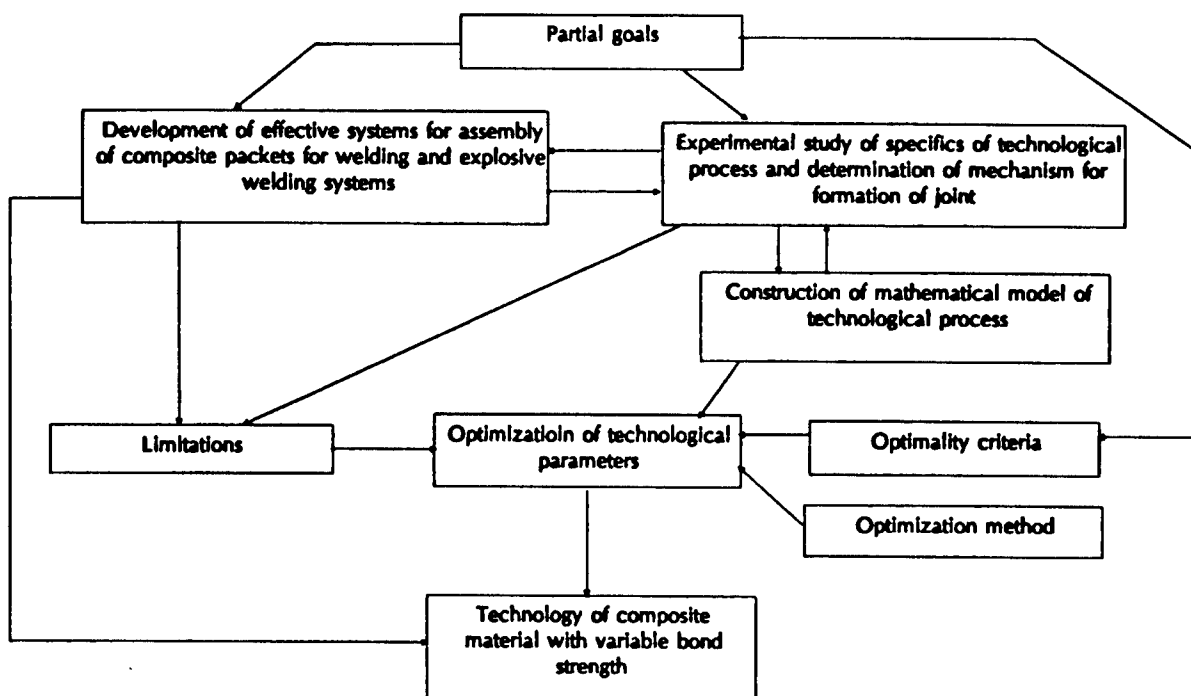 Partial goals
Development of effective systems for assembly
of composite packets for welding and explosive
welding systems
Experimental study of specifics of technological
process and determination of mechanism for
formation of joint
Construction of mathematical model of
technological process
Limitations
Optimizatioin of technological
parameters
Optimality criteria
Optimization method
Technology of composite
material with variable bond
strength